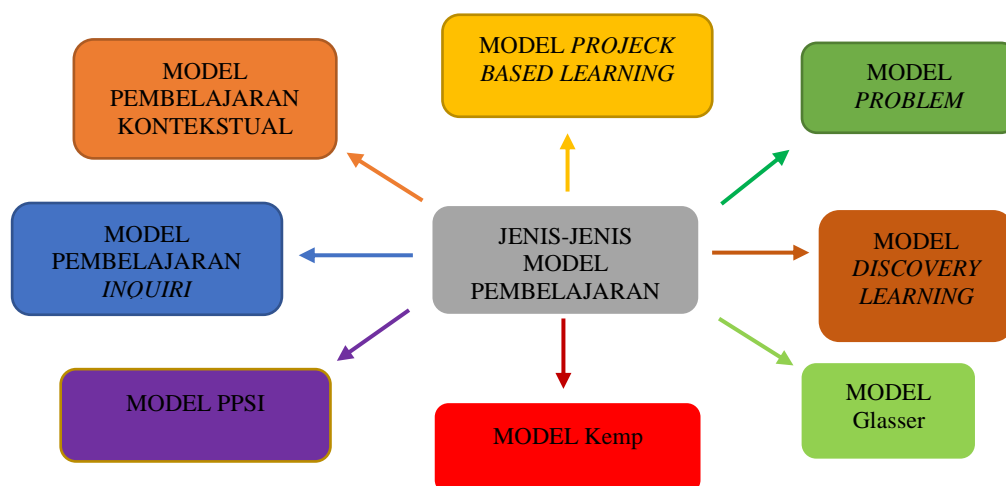 MODEL PROJECK
BASED LEARNING
MODEL
PEMBELAJARAN
KONTEKSTUAL
MODEL
PROBLEM
MODEL
PEMBELAJARAN
INQUIRI
JENIS-JENIS
MODEL
PEMBELAJARAN
MODEL
DISCOVERY
LEARNING
MODEL PPSI
MODEL Kemp
MODEL
Glasser